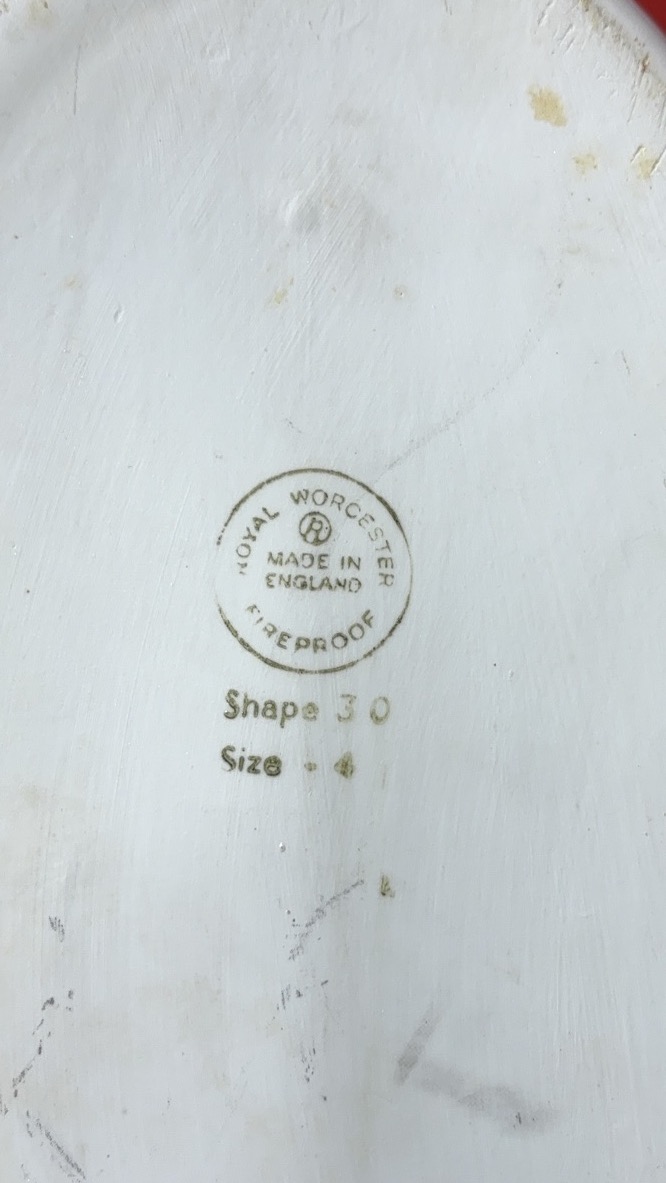 ROYAL WORCESTER
®
MADE IN
ENGLAND
FIREPROOF
Shape 30
Size - 4